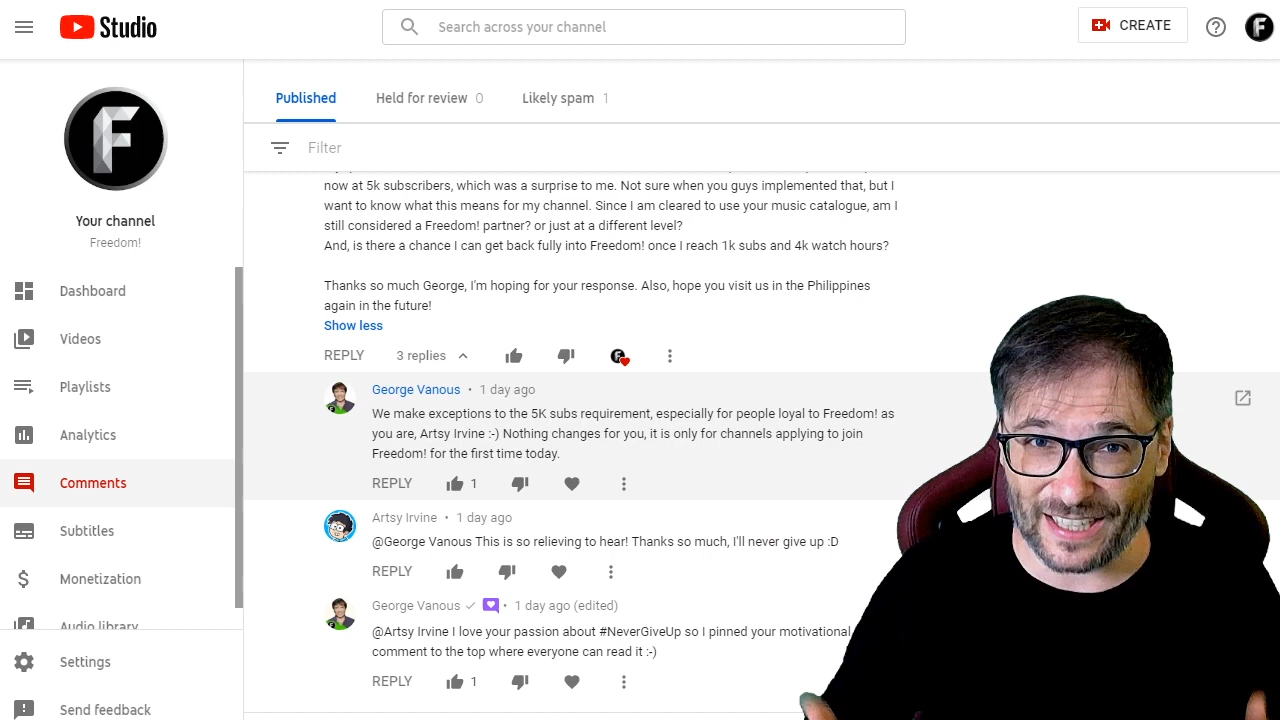 Studio
Search across your channel
CREATE
Your channel
Freedom!
Dashboard
Videos
Playlists
Analytics
Comments
Subtitles
Monetization
Audio library
Settings
Send feedback
Published
Held for review 0
Likely spam 1
Filter
now at 5k subscribers, which was a surprise to me. Not sure when you guys implemented that, but I
want to know what this means for my channel. Since I am cleared to use your music catalogue, am I
still considered a Freedom! partner? or just at a different level?
And, is there a chance I can get back fully into Freedom! once I reach 1k subs and 4k watch hours?
Thanks so much George, I'm hoping for your response. Also, hope you visit us in the Philippines
again in the future!
Show less
REPLY 3 replies
George Vanous • 1 day ago
We make exceptions to the 5K subs requirement, especially for people loyal to Freedom! as
you are, Artsy Irvine :-) Nothing changes for you, it is only for channels applying to join
Freedom! for the first time today.
REPLY 1
Artsy Irvine • 1 day ago
@George Vanous This is so relieving to hear! Thanks so much, I'll never give up :D
REPLY
George Vanous • 1 day ago (edited)
@Artsy Irvine I love your passion about #NeverGiveUp so I pinned your motivational
comment to the top where everyone can read it :-)
REPLY 1